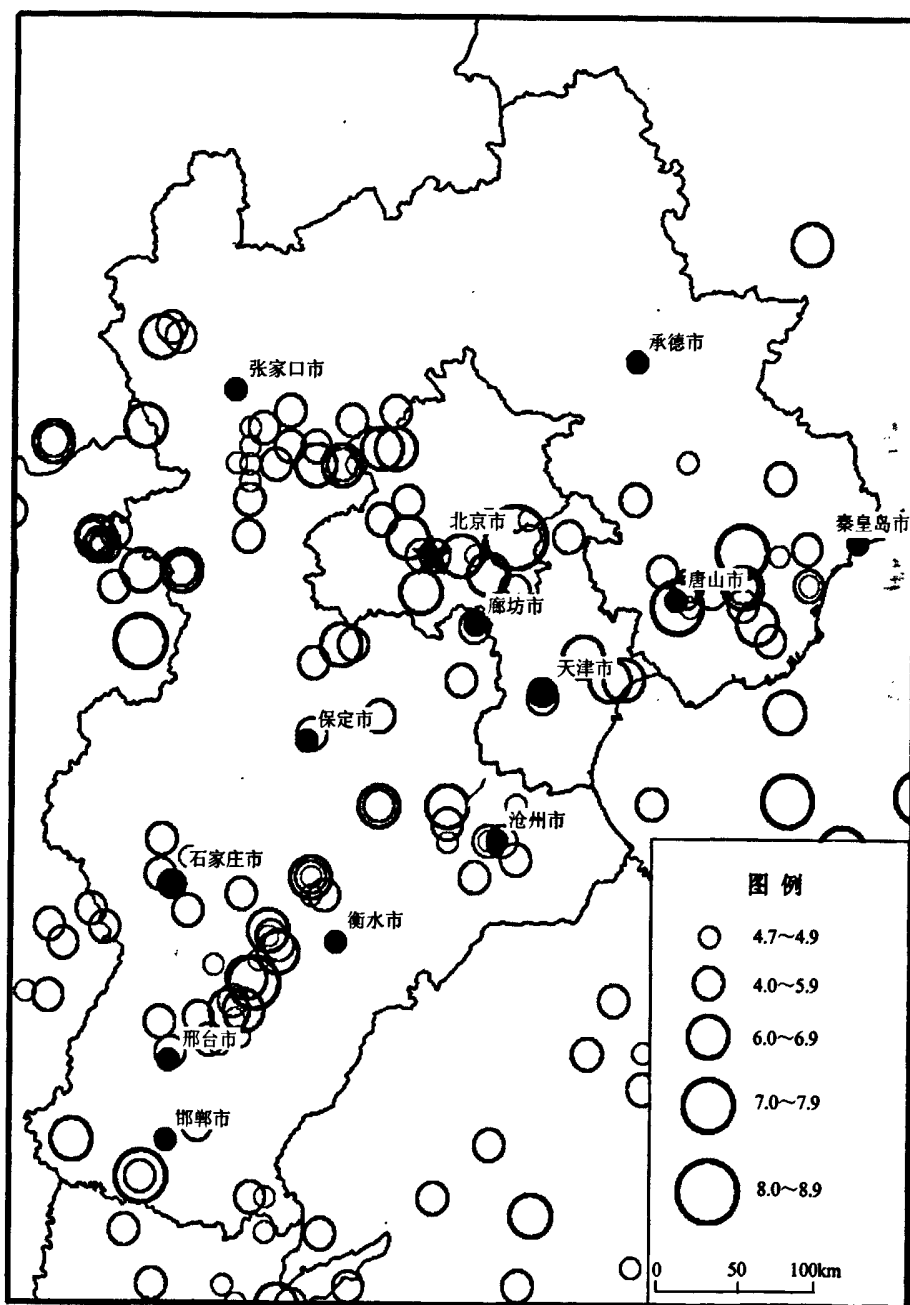 承德市
张家口市
北京市
秦皇岛市
唐山市
廊坊市
天津市
保定市
沧州市
石家庄市
衡水市
邢台市
邯郸市
图例
4.7～4.9
4.0～5.9
6.0～6.9
7.0～7.9
8.0～8.9
0 50 100km